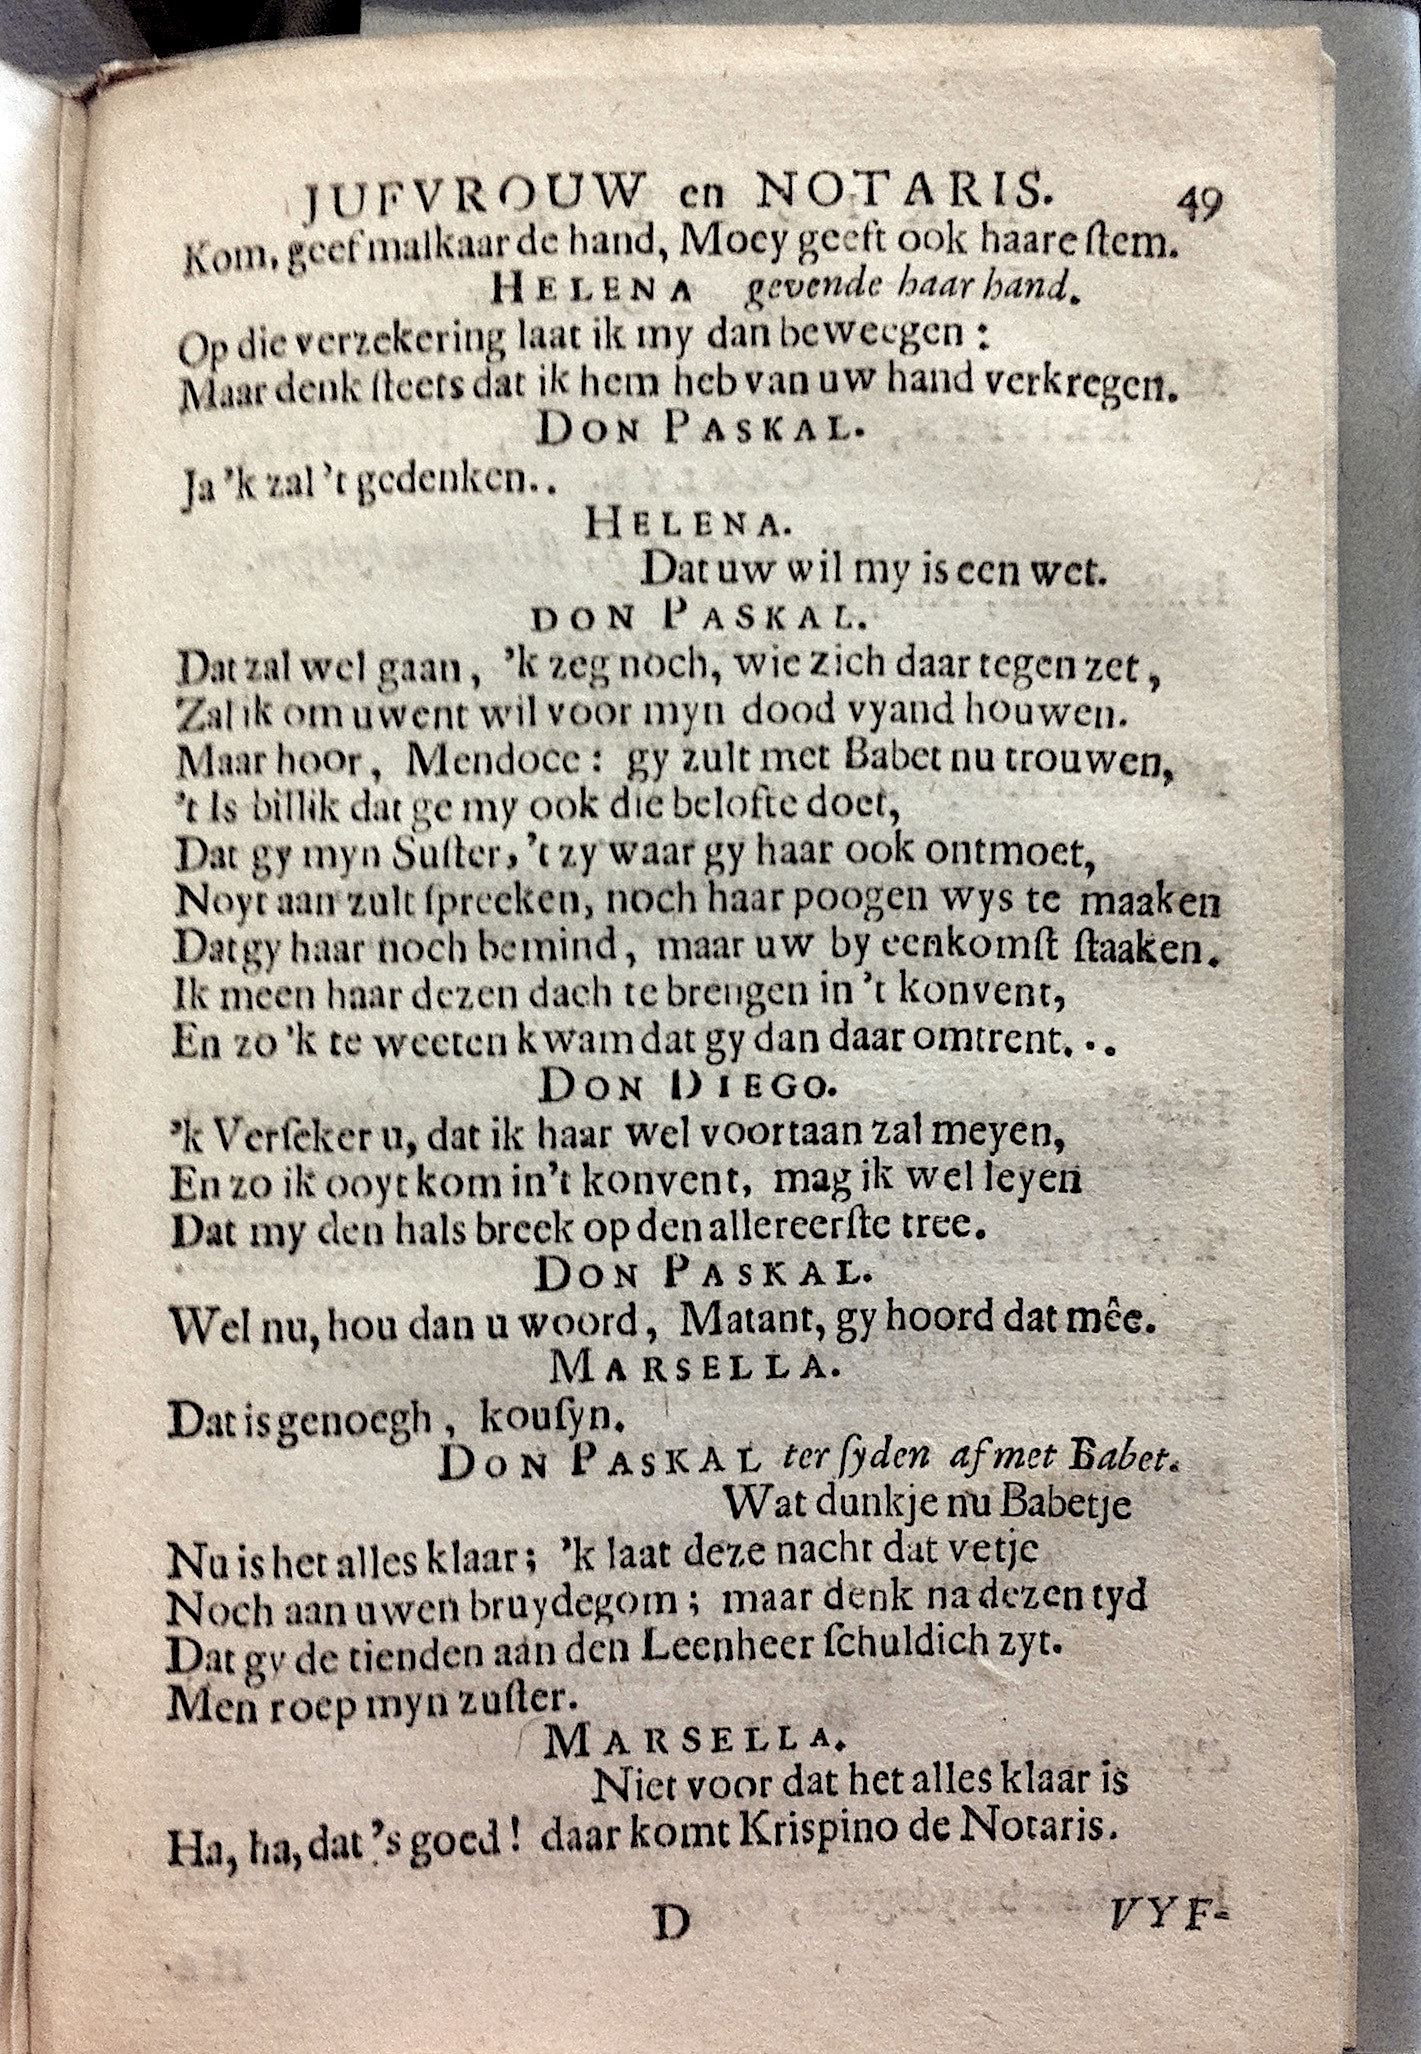 JUFVROUW en NOTARIS. 49
Kom, geef malkaar de hand, Moey geeft ook haare ſtem.
HELENA gevende haar hand.
Op die verzekering laat ik my dan beweegen:
Maar denk ſteets dat ik hem heb van uw hand verkregen.
DON PASKAL.
Ja 'k zal 't gedenken..
HELENA.
Dat uw wil my is een wet.
DON PASKAL.
Dat zal wel gaan, 'k zeg noch, wie zich daar tegen zet,
Zal ik om uwent wil voor myn dood vyand houwen.
Maar hoor, Mendoce: gy zult met Babet nu trouwen,
't Is billik dat ge my ook die belofte doet,
Dat gy myn Suſter, 't zy waar gy haar ook ontmoet,
Noyt aan zult ſpreeken, noch haar poogen wys te maaken
Dat gy haar noch bemind, maar uw by eenkomſt ſtaaken.
Ik meen haar dezen dach te brengen in 't konvent,
En zo 'k te weeten kwam dat gy dan daar omtrent...
DON DIEGO.
'k Verſeker u, dat ik haar wel voortaan zal meyen,
En zo ik ooyt kom in't konvent, mag ik wel leyen
Dat my den hals breek op den allereerſte tree.
DON PASKAL.
Wel nu, hou dan u woord, Matant, gy hoord dat mêe.
MARSELLA.
Dat is genoegh, kouſyn.
DON PASKAL ter ſyden af met Babet.
Wat dunkje nu Babetje
Nu is het alles klaar; 'k laat deze nacht dat vetje
Noch aan uwen bruydegom; maar denk na dezen tyd
Dat gy de tienden aan den Leenheer ſchuldich zyt.
Men roep myn zuſter.
MARSELLA.
Niet voor dat het alles klaar is
Ha, ha, dat 's goed! daar komt Krispino de Notaris.
D VYF-